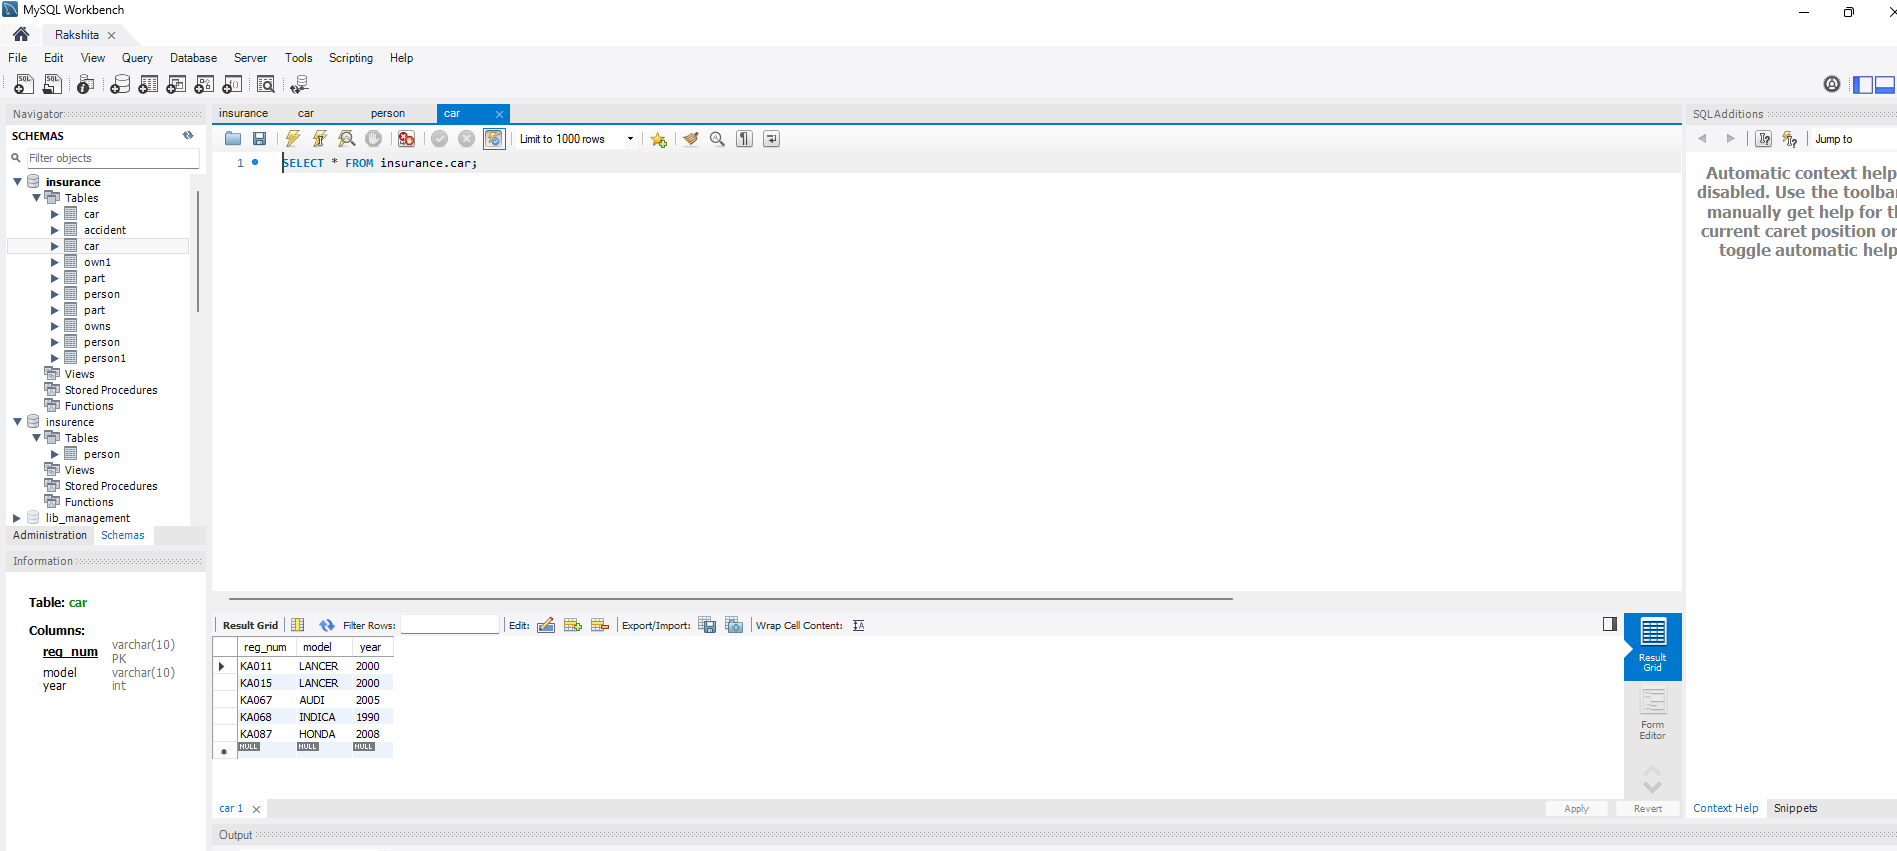 MySQL Workbench
Rakshita
File Edit View Query Database Server Tools Scripting Help
Navigator
SCHEMAS
Filter objects
insurance
Tables
car
accident
car
own1
part
person
part
owns
person
person1
Views
Stored Procedures
Functions
insurence
Tables
person
Views
Stored Procedures
Functions
lib_management
Administration Schemas
Information
Table: car
Columns:
reg_num varchar(10)
PK
model varchar(10)
year int
insurance car person car
Limit to 1000 rows
1 SELECT * FROM insurance.car;
Result Grid Filter Rows: Edit: Export/Import: Wrap Cell Content:
reg_num model year
KA011 LANCER 2000
KA015 LANCER 2000
KA067 AUDI 2005
KA068 INDICA 1990
KA087 HONDA 2008
NULL NULL NULL
Result
Grid
Form
Editor
car 1
Apply Revert
Output
SQLAdditions
Jump to
Automatic context help
disabled. Use the toolba
manually get help for t
current caret position or
toggle automatic help
Context Help Snippets